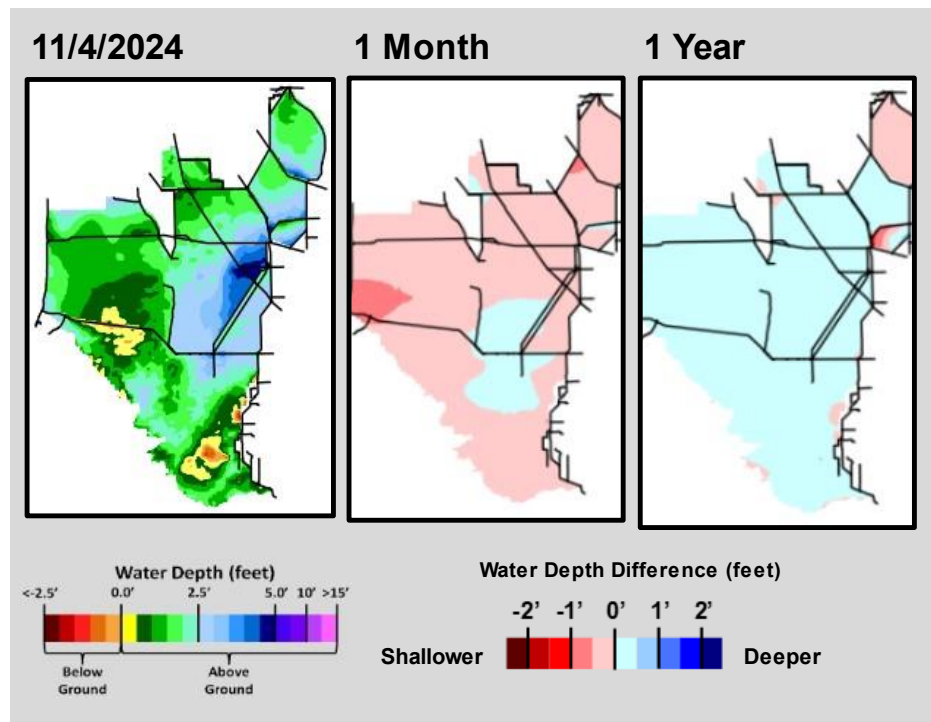 11/4/2024 1 Month 1 Year
Water Depth (feet)
<-2.5' 0.0' 2.5' 5.0' 10' >15'
Below
Ground
Above
Ground
Water Depth Difference (feet)
-2' -1' 0' 1' 2'
Shallower Deeper